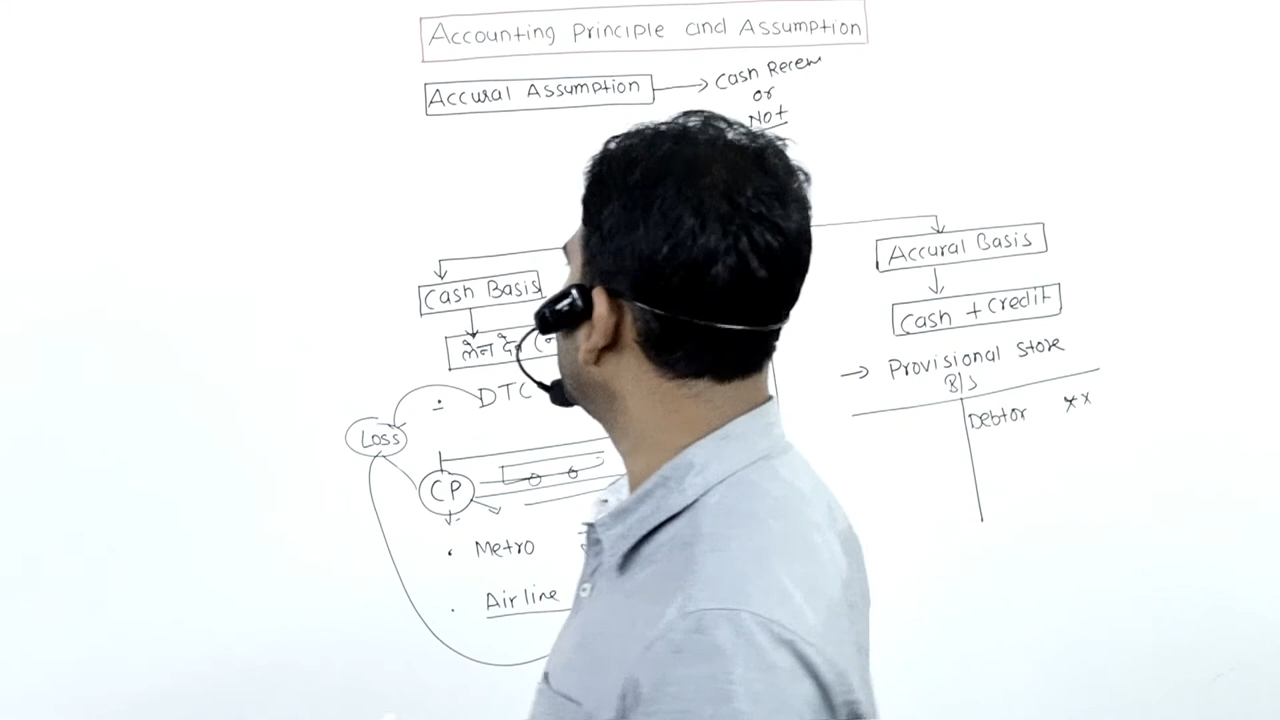 Accounting Principle and Assumption
Accural Assumption
Cash
or
Not
Cash Basis
Accural Basis
Cash + Credit
लेन देन
Provisional Store
B/S
Debtor xx
DTC
Loss
CP
Metro
Airline